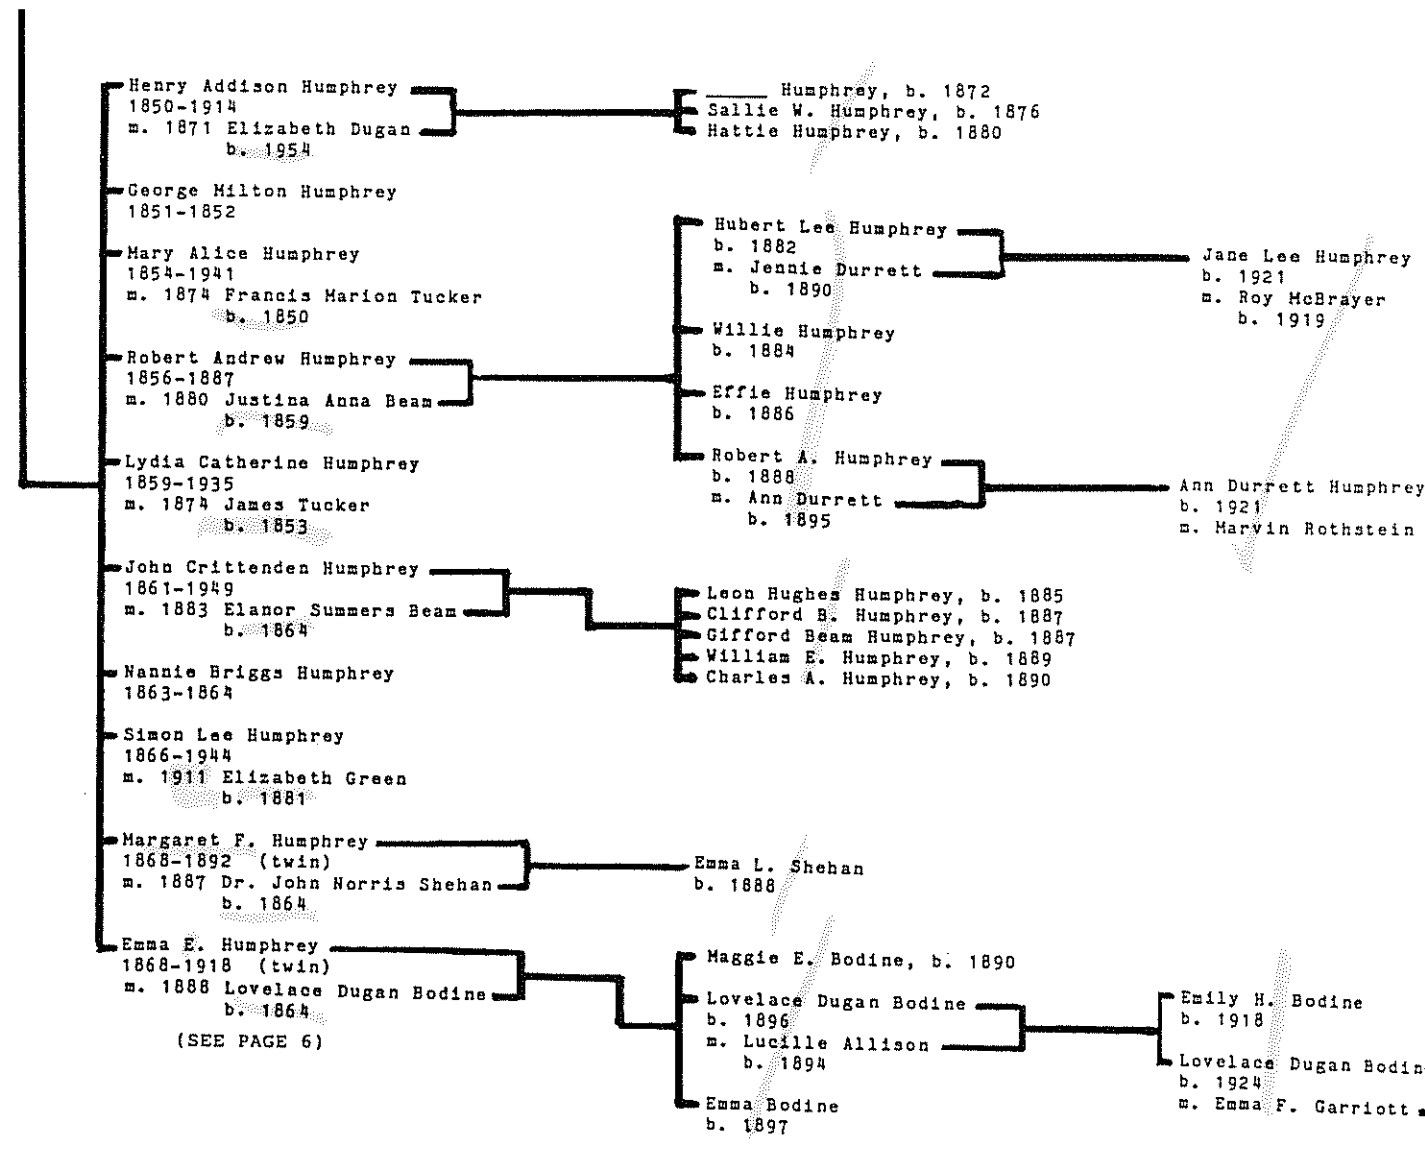 Henry Addison Humphrey
1850-1914
m. 1871 Elizabeth Dugan
b. 1954
George Milton Humphrey
1851-1852
Mary Alice Humphrey
1854-1941
m. 1874 Francis Marion Tucker
b. 1850
Robert Andrew Humphrey
1856-1887
m. 1880 Justina Anna Beam
b. 1859
Lydia Catherine Humphrey
1859-1935
m. 1874 James Tucker
b. 1853
John Crittenden Humphrey
1861-1949
m. 1883 Elanor Summers Beam
b. 1864
Nannie Briggs Humphrey
1863-1864
Simon Lee Humphrey
1866-1944
m. 1911 Elizabeth Green
b. 1881
Margaret F. Humphrey
1868-1892 (twin)
m. 1887 Dr. John Norris Shehan
b. 1864
Emma E. Humphrey
1868-1918 (twin)
m. 1888 Lovelace Dugan Bodine
b. 1864
(SEE PAGE 6)
_____ Humphrey, b. 1872
Sallie W. Humphrey, b. 1876
Hattie Humphrey, b. 1880
Hubert Lee Humphrey
b. 1882
m. Jennie Durrett
b. 1890
Willie Humphrey
b. 1884
Effie Humphrey
b. 1886
Robert A. Humphrey
b. 1888
m. Ann Durrett
b. 1895
Leon Hughes Humphrey, b. 1885
Clifford B. Humphrey, b. 1887
Gifford Beam Humphrey, b. 1887
William E. Humphrey, b. 1889
Charles A. Humphrey, b. 1890
Emma L. Shehan
b. 1888
Maggie E. Bodine, b. 1890
Lovelace Dugan Bodine
b. 1896
m. Lucille Allison
b. 1894
Emma Bodine
b. 1897
Jane Lee Humphrey
b. 1921
m. Roy McBrayer
b. 1919
Ann Durrett Humphrey
b. 1921
m. Marvin Rothstein
Emily H. Bodine
b. 1918
Lovelace Dugan Bodin
b. 1924
m. Emma F. Garriott